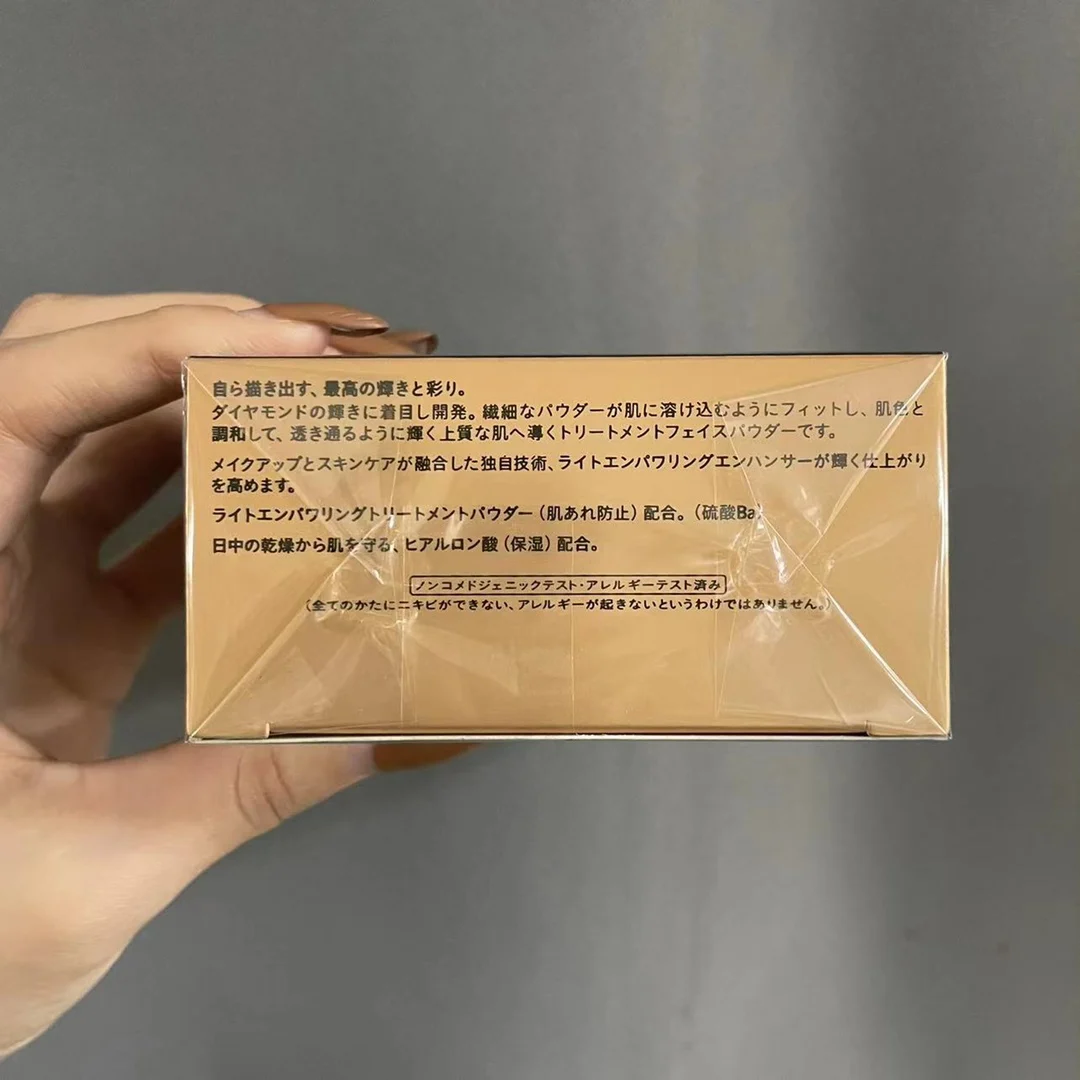 自ら描き出す、最高の輝きと彩り。
ダイヤモンドの輝きに着目し開発。繊細なパウダーが肌に溶け込むようにフィットし、肌色と
調和して、透き通るように輝く上質な肌へ導くトリートメントフェイスパウダーです。
メイクアップとスキンケアが融合した独自技術、ライトエンパワリングエンハンサーが輝く仕上がり
を高めます。
ライトエンパワリングトリートメントパウダー（肌あれ防止）配合。（硫酸Ba）
日中の乾燥から肌を守る、ヒアルロン酸（保湿）配合。
ノンコメドジェニックテスト・アレルギーテスト済み
（全てのかたにニキビができない、アレルギーが起きないというわけではありません。）